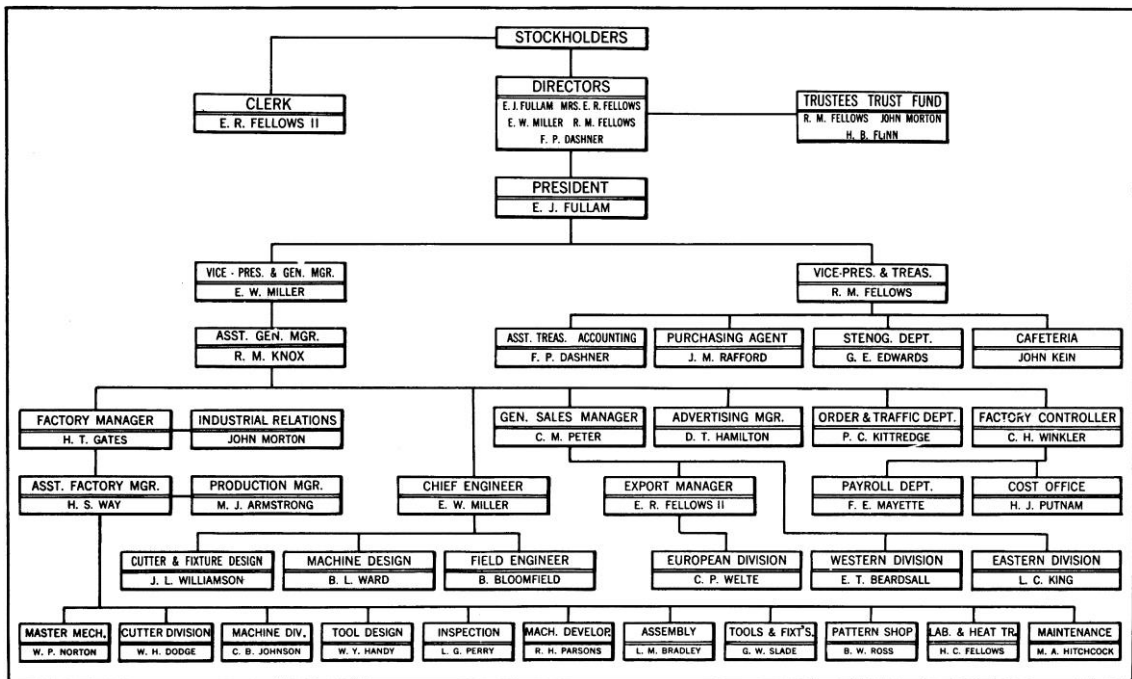 STOCKHOLDERS
CLERK
E. R. FELLOWS II
DIRECTORS
E. J. FULLAM MRS. E. R. FELLOWS
E. W. MILLER R. M. FELLOWS
F. P. DASHNER
TRUSTEES TRUST FUND
R. M. FELLOWS JOHN MORTON
H. B. FLINN
PRESIDENT
E. J. FULLAM
VICE - PRES. & GEN. MGR.
E. W. MILLER
VICE-PRES. & TREAS.
R. M. FELLOWS
ASST. GEN. MGR.
R. M. KNOX
ASST. TREAS. ACCOUNTING
F. P. DASHNER
PURCHASING AGENT
J. M. RAFFORD
STENOG. DEPT.
G. E. EDWARDS
CAFETERIA
JOHN KEIN
FACTORY MANAGER
H. T. GATES
INDUSTRIAL RELATIONS
JOHN MORTON
GEN. SALES MANAGER
C. M. PETER
ADVERTISING MGR.
D. T. HAMILTON
ORDER & TRAFFIC DEPT.
P. C. KITTREDGE
FACTORY CONTROLLER
C. H. WINKLER
ASST. FACTORY MGR.
H. S. WAY
PRODUCTION MGR.
M. J. ARMSTRONG
CHIEF ENGINEER
E. W. MILLER
EXPORT MANAGER
E. R. FELLOWS II
PAYROLL DEPT.
F. E. MAYETTE
COST OFFICE
H. J. PUTNAM
CUTTER & FIXTURE DESIGN
J. L. WILLIAMSON
MACHINE DESIGN
B. L. WARD
FIELD ENGINEER
B. BLOOMFIELD
EUROPEAN DIVISION
C. P. WELTE
WESTERN DIVISION
E. T. BEARDSALL
EASTERN DIVISION
L. C. KING
MASTER MECH.
W. P. NORTON
CUTTER DIVISION
W. H. DODGE
MACHINE DIV.
C. B. JOHNSON
TOOL DESIGN
W. Y. HANDY
INSPECTION
L. G. PERRY
MACH. DEVELOP.
R. H. PARSONS
ASSEMBLY
L. M. BRADLEY
TOOLS & FIXT'S.
G. W. SLADE
PATTERN SHOP
B. W. ROSS
LAB. & HEAT TR.
H. C. FELLOWS
MAINTENANCE
M. A. HITCHCOCK